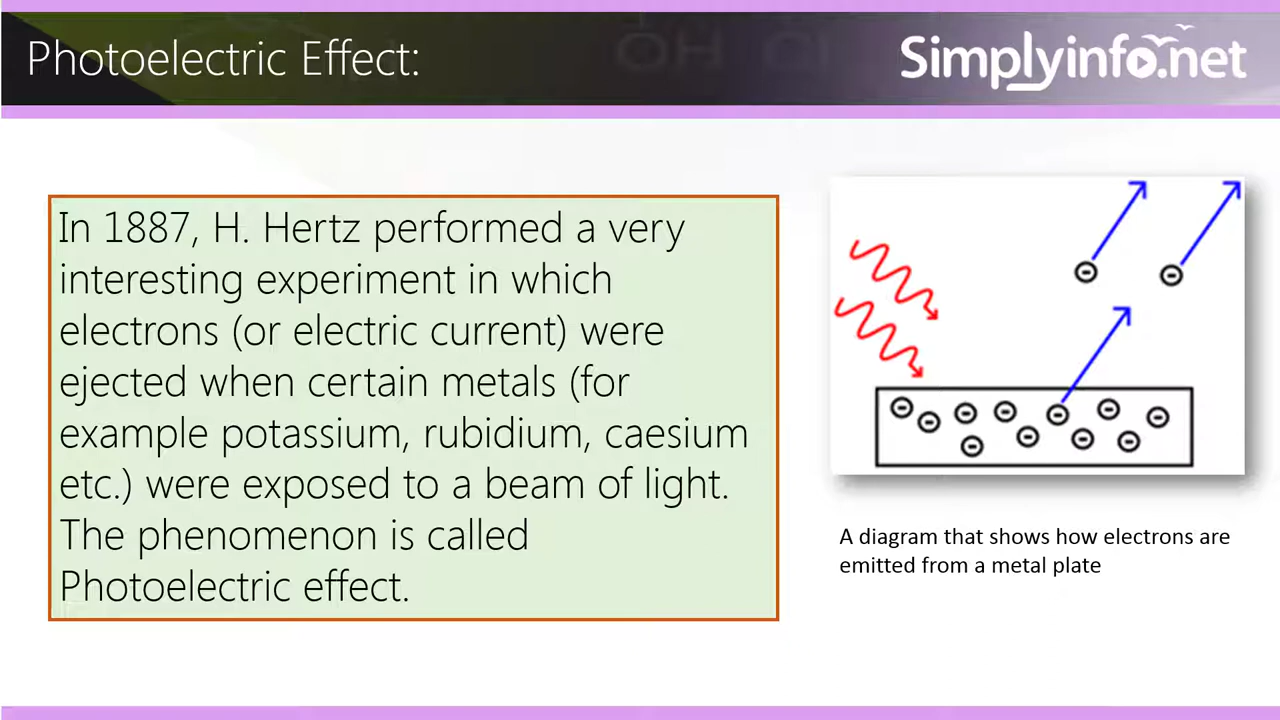 Photoelectric Effect:
Simplyinfo.net
In 1887, H. Hertz performed a very
interesting experiment in which
electrons (or electric current) were
ejected when certain metals (for
example potassium, rubidium, caesium
etc.) were exposed to a beam of light.
The phenomenon is called
Photoelectric effect.
A diagram that shows how electrons are
emitted from a metal plate